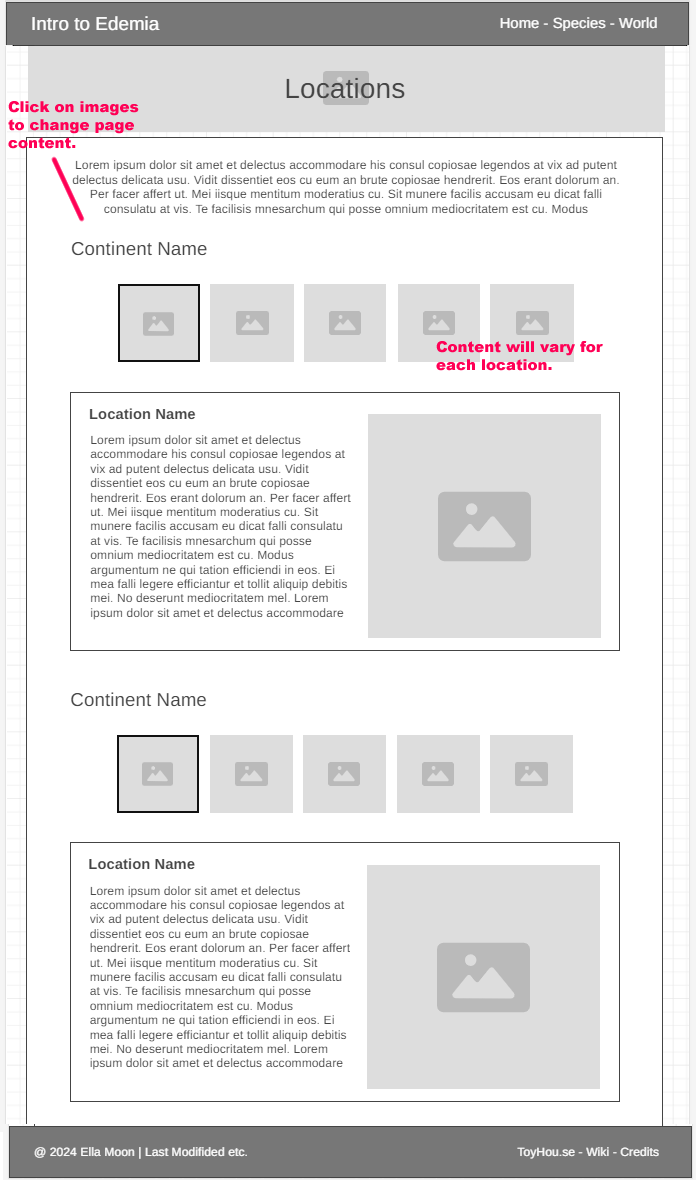 Intro to Edemia
Home - Species - World
Locations
Click on images
to change page
content.
Lorem ipsum dolor sit amet et delectus accommodare his consul copiosae legendos at vix ad putent
delectus delicata usu. Vidit dissentiet eos cu eum an brute copiosae hendrerit. Eos erant dolorum an.
Per facer affert ut. Mei iisque mentitum moderatius cu. Sit munere facilis accusam eu dicat falli
consulatu at vis. Te facilisis mnesarchum qui posse omnium mediocritatem est cu. Modus
Continent Name
Content will vary for
each location.
Location Name
Lorem ipsum dolor sit amet et delectus
accommodare his consul copiosae legendos at
vix ad putent delectus delicata usu. Vidit
dissentiet eos cu eum an brute copiosae
hendrerit. Eos erant dolorum an. Per facer affert
ut. Mei iisque mentitum moderatius cu. Sit
munere facilis accusam eu dicat falli consulatu
at vis. Te facilisis mnesarchum qui posse
omnium mediocritatem est cu. Modus
argumentum ne qui tation efficiendi in eos. Ei
mea falli legere efficiantur et tollit aliquip debitis
mei. No deserunt mediocritatem mel. Lorem
ipsum dolor sit amet et delectus accommodare
Continent Name
Location Name
Lorem ipsum dolor sit amet et delectus
accommodare his consul copiosae legendos at
vix ad putent delectus delicata usu. Vidit
dissentiet eos cu eum an brute copiosae
hendrerit. Eos erant dolorum an. Per facer affert
ut. Mei iisque mentitum moderatius cu. Sit
munere facilis accusam eu dicat falli consulatu
at vis. Te facilisis mnesarchum qui posse
omnium mediocritatem est cu. Modus
argumentum ne qui tation efficiendi in eos. Ei
mea falli legere efficiantur et tollit aliquip debitis
mei. No deserunt mediocritatem mel. Lorem
ipsum dolor sit amet et delectus accommodare
@ 2024 Ella Moon | Last Modifided etc.
ToyHou.se - Wiki - Credits